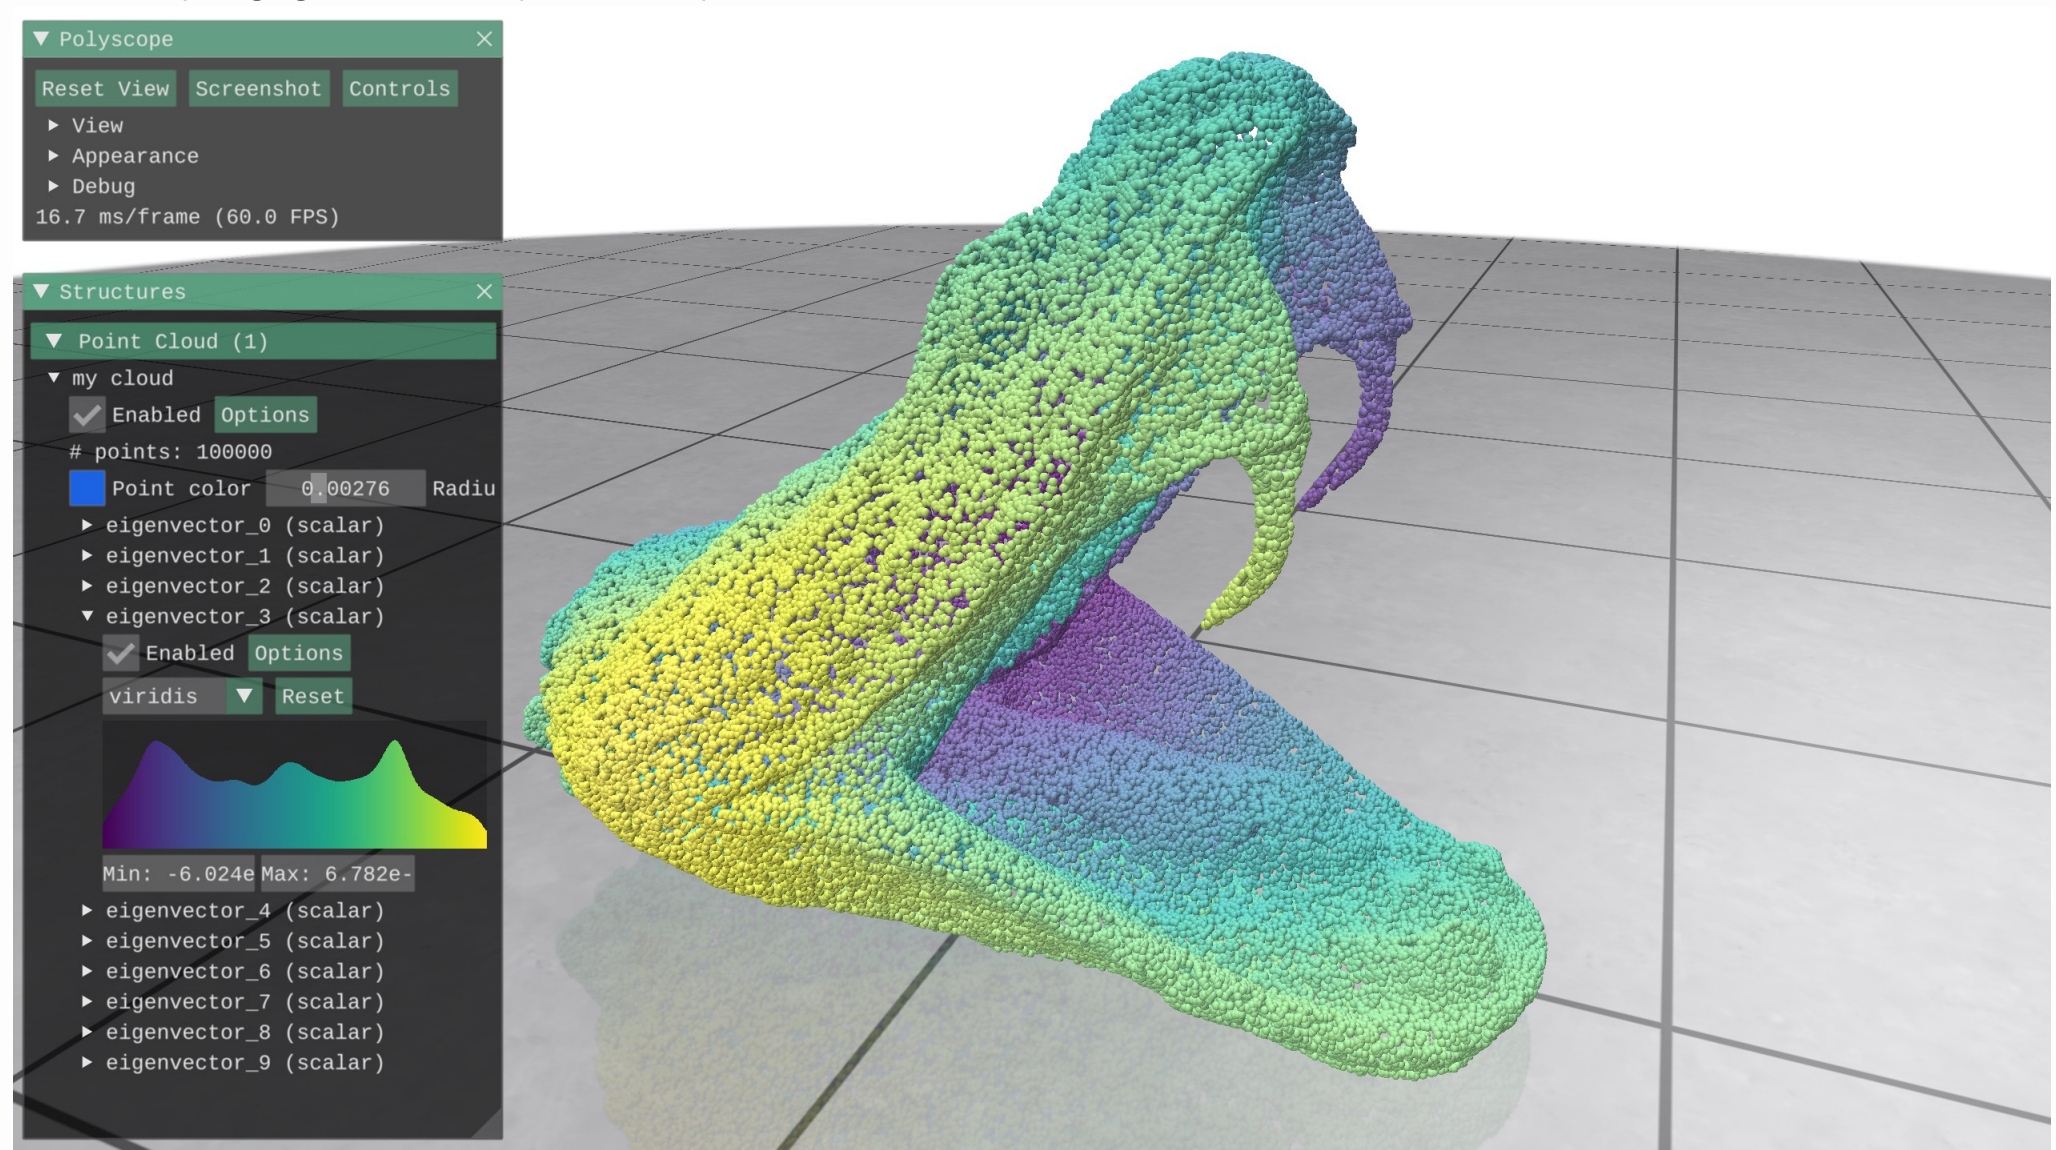 Polyscope
Reset View Screenshot Controls
View
Appearance
Debug
16.7 ms/frame (60.0 FPS)
Structures
Point Cloud (1)
my cloud
Enabled Options
# points: 100000
Point color 0.00276 Radiu
eigenvector_0 (scalar)
eigenvector_1 (scalar)
eigenvector_2 (scalar)
eigenvector_3 (scalar)
Enabled Options
viridis Reset
Min: -6.024e Max: 6.782e-
eigenvector_4 (scalar)
eigenvector_5 (scalar)
eigenvector_6 (scalar)
eigenvector_7 (scalar)
eigenvector_8 (scalar)
eigenvector_9 (scalar)